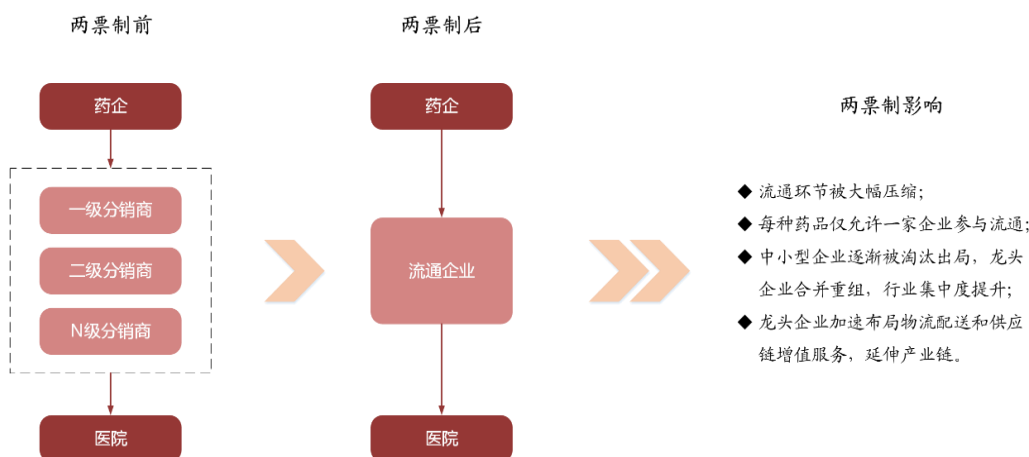 两票制前
药企
一级分销商
二级分销商
N级分销商
医院
两票制后
药企
流通企业
医院
两票制影响
◆ 流通环节被大幅压缩；
◆ 每种药品仅允许一家企业参与流通；
◆ 中小型企业逐渐被淘汰出局，龙头
企业合并重组，行业集中度提升；
◆ 龙头企业加速布局物流配送和供应
链增值服务，延伸产业链。